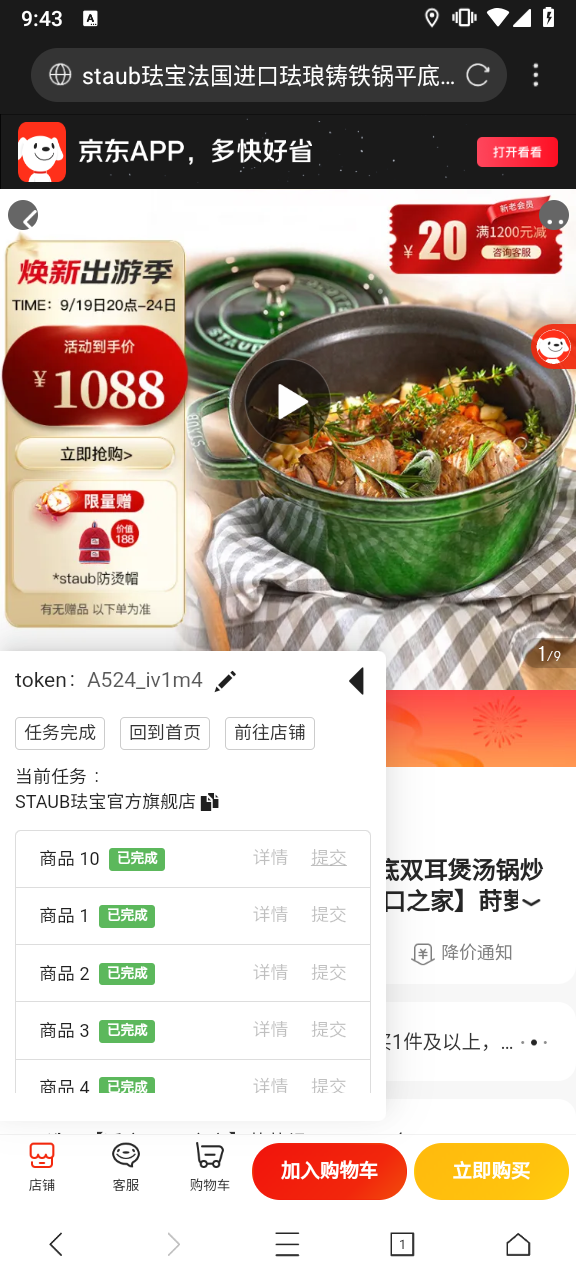 9:43
A
staub珐宝法国进口珐琅铸铁锅平底...
京东APP，多快好省
打开看看
焕新出游季
TIME：9/19日20点-24日
活动到手价
¥1088
立即抢购>
限量赠
价值188
*staub防烫帽
有无赠品 以下单为准
新老会员
¥20
满1200元减
咨询客服
STAUB
1/9
token：A524_iv1m4
任务完成 回到首页 前往店铺
当前任务：
STAUB珐宝官方旗舰店
商品 10 已完成 详情 提交
商品 1 已完成 详情 提交
商品 2 已完成 详情 提交
商品 3 已完成 详情 提交
商品 4 已完成 详情 提交
底双耳煲汤锅炒
口之家】莳萝
降价通知
买1件及以上，...
店铺
客服
购物车
加入购物车
立即购买
1